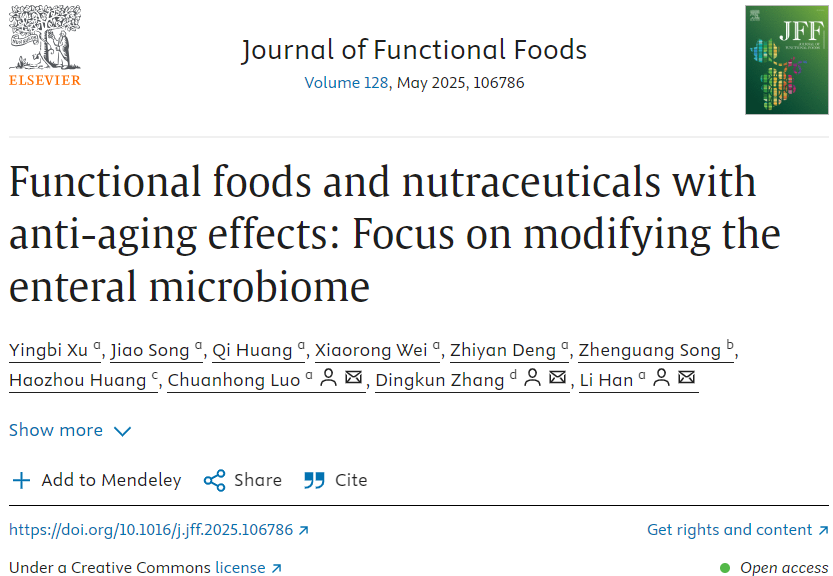 ELSEVIER
Journal of Functional Foods
Volume 128, May 2025, 106786
JFF
Functional foods and nutraceuticals with
anti-aging effects: Focus on modifying the
enteral microbiome
Yingbi Xu a, Jiao Song a, Qi Huang a, Xiaorong Wei a, Zhiyan Deng a, Zhenguang Song b,
Haozhou Huang c, Chuanhong Luo a, Dingkun Zhang d, Li Han a
Show more
Add to Mendeley Share Cite
https://doi.org/10.1016/j.jff.2025.106786 Get rights and content
Under a Creative Commons license Open access